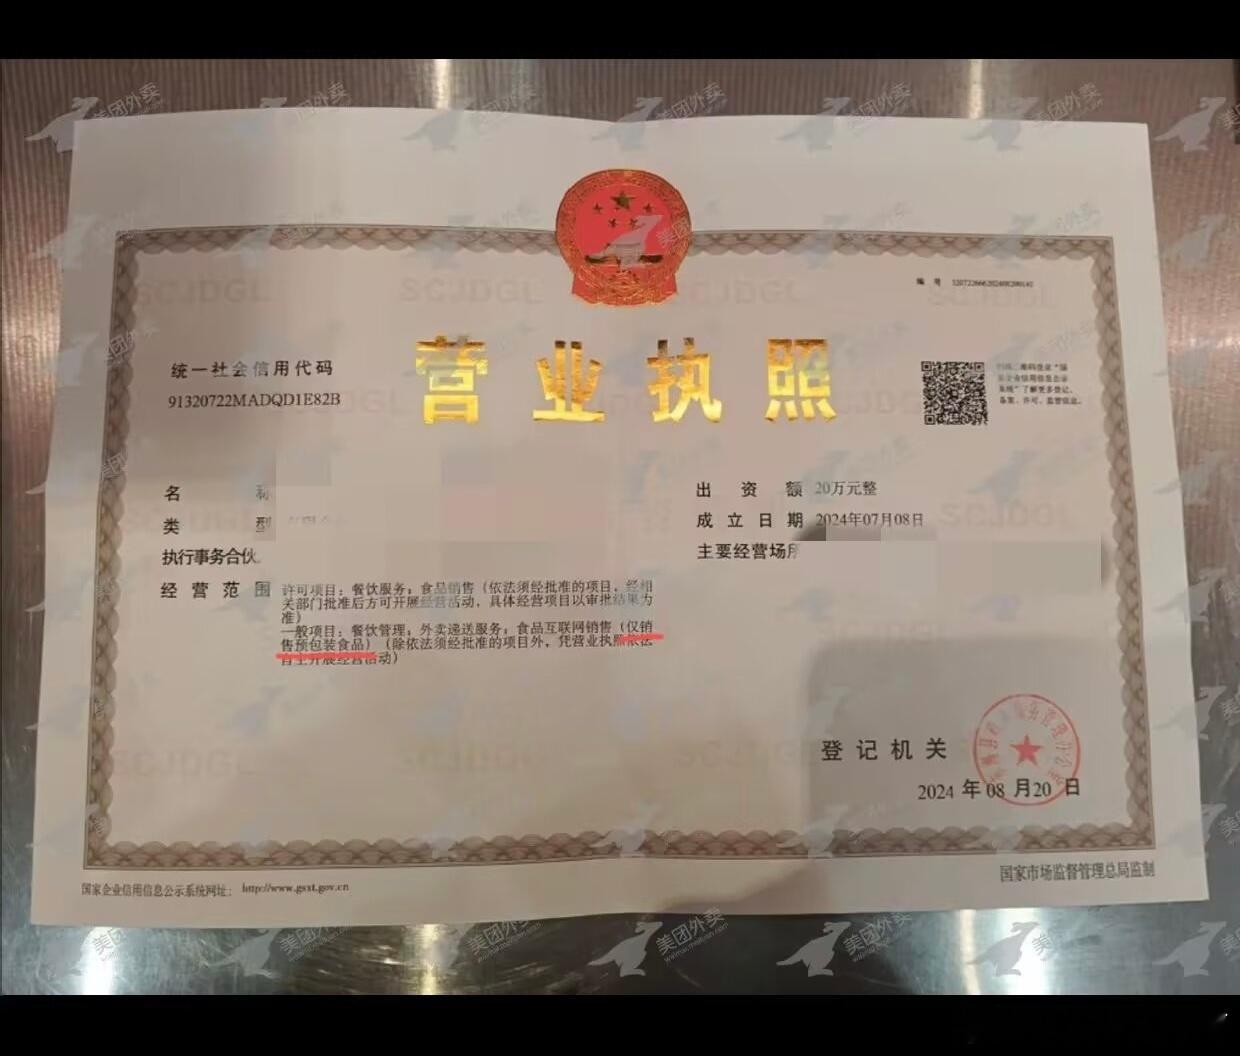 编 号
统一社会信用代码
91320722MADQD1E82B
营业执照
名 称
类 型
执行事务合伙
经营范围
许可项目：餐饮服务；食品销售（依法须经批准的项目，经相
关部门批准后方可开展经营活动，具体经营项目以审批结果为
准）
一般项目：餐饮管理；外卖递送服务；食品互联网销售（仅销
售预包装食品）（除依法须经批准的项目外，凭营业执照依法
自主开展经营活动）
出资额 20万元整
成立日期 2024年07月08日
主要经营场所
登记机关
2024 年 08 月 20 日
国家企业信用信息公示系统网址： http://www.gsxt.gov.cn
国家市场监督管理总局监制
SCJDGL
美团外卖